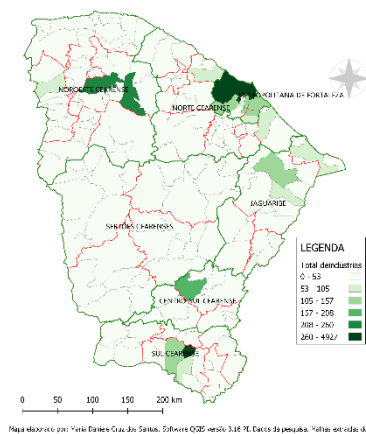 NOROESTE CEARENSE
METROPOLITANA DE FORTALEZA
NORTE CEARENSE
JAGUARIBE
SERTÕES CEARENSES
CENTRO-SUL CEARENSE
SUL CEARENSE
LEGENDA
Total deindustrias
0 - 53
53 - 105
105 - 157
157 - 208
208 - 260
260 - 4927
0 50 100 150 200 km
Mapa elaborado por: Maria Daniele Cruz dos Santos. Software QGIS versão 3.16 PI. Dados da pesquisa. Malhas extraídas d